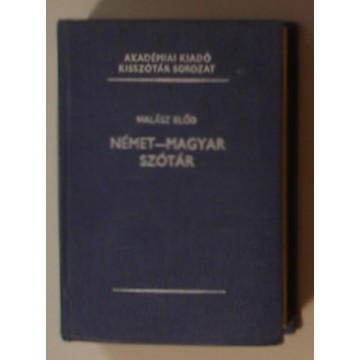 AKADÉMIAI KIADÓ
KISSZÓTÁR SOROZAT
HALÁSZ ELŐD
NÉMET—MAGYAR
SZÓTÁR